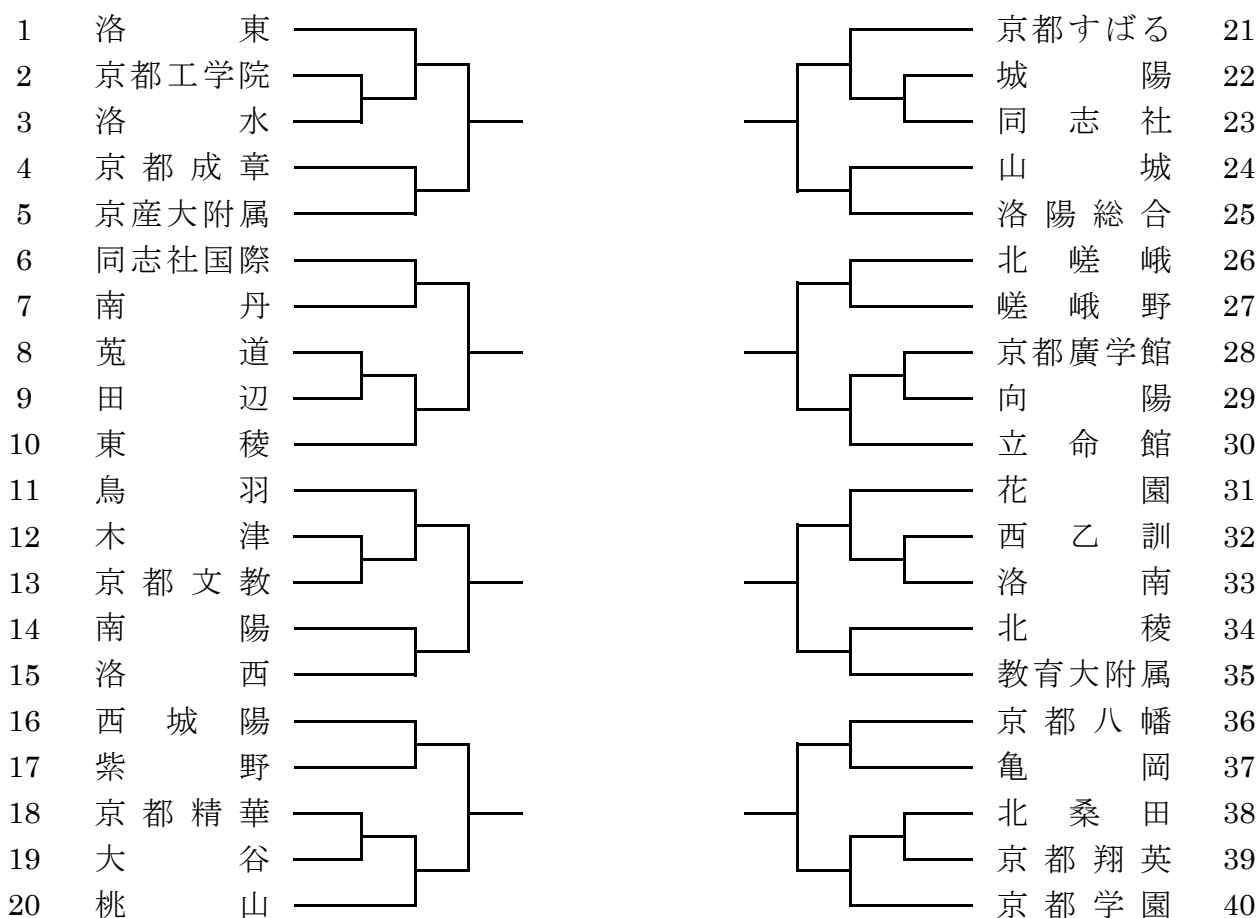 1 洛東 京都すばる 21
2 京都工学院 城陽 22
3 洛水 同志社 23
4 京都成章 山城 24
5 京産大附属 洛陽総合 25
6 同志社国際 北嵯峨 26
7 南丹 嵯峨野 27
8 莵道 京都廣学館 28
9 田辺 向陽 29
10 東稜 立命館 30
11 鳥羽 花園 31
12 木津 西乙訓 32
13 京都文教 洛南 33
14 南陽 北稜 34
15 洛西 教育大附属 35
16 西城陽 京都八幡 36
17 紫野 亀岡 37
18 京都精華 北桑田 38
19 大谷 京都翔英 39
20 桃山 京都学園 40